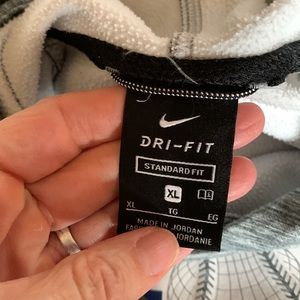 DRI-FIT
STANDARD FIT
XL
XL TG EG
MADE IN JORDAN
JORDANIE